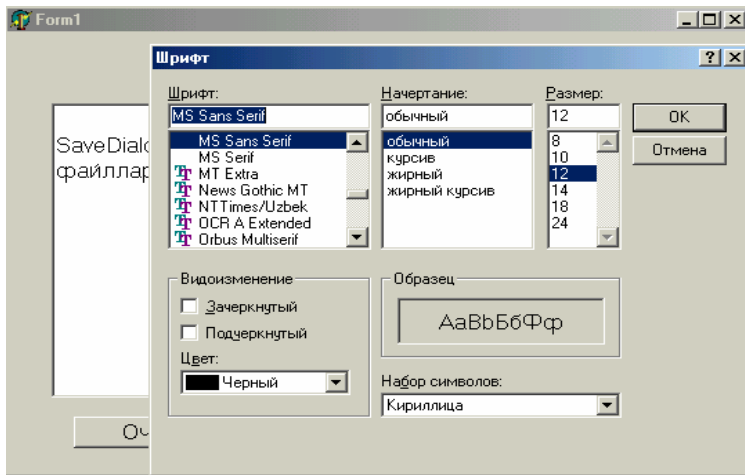 Form1
Шрифт
Шрифт: Начертание: Размер:
MS Sans Serif обычный 12 OK
MS Sans Serif обычный 8 Отмена
MS Serif курсив 10
MT Extra жирный 12
News Gothic MT жирный курсив 14
NTTimes/Uzbek 18
OCR A Extended 24
Orbus Multiserif
SaveDialo
файллар
Видоизменение Образец
Зачеркнутый
Подчеркнутый
АаBbБбФф
Цвет:
Черный
Набор символов:
Кириллица
Оч